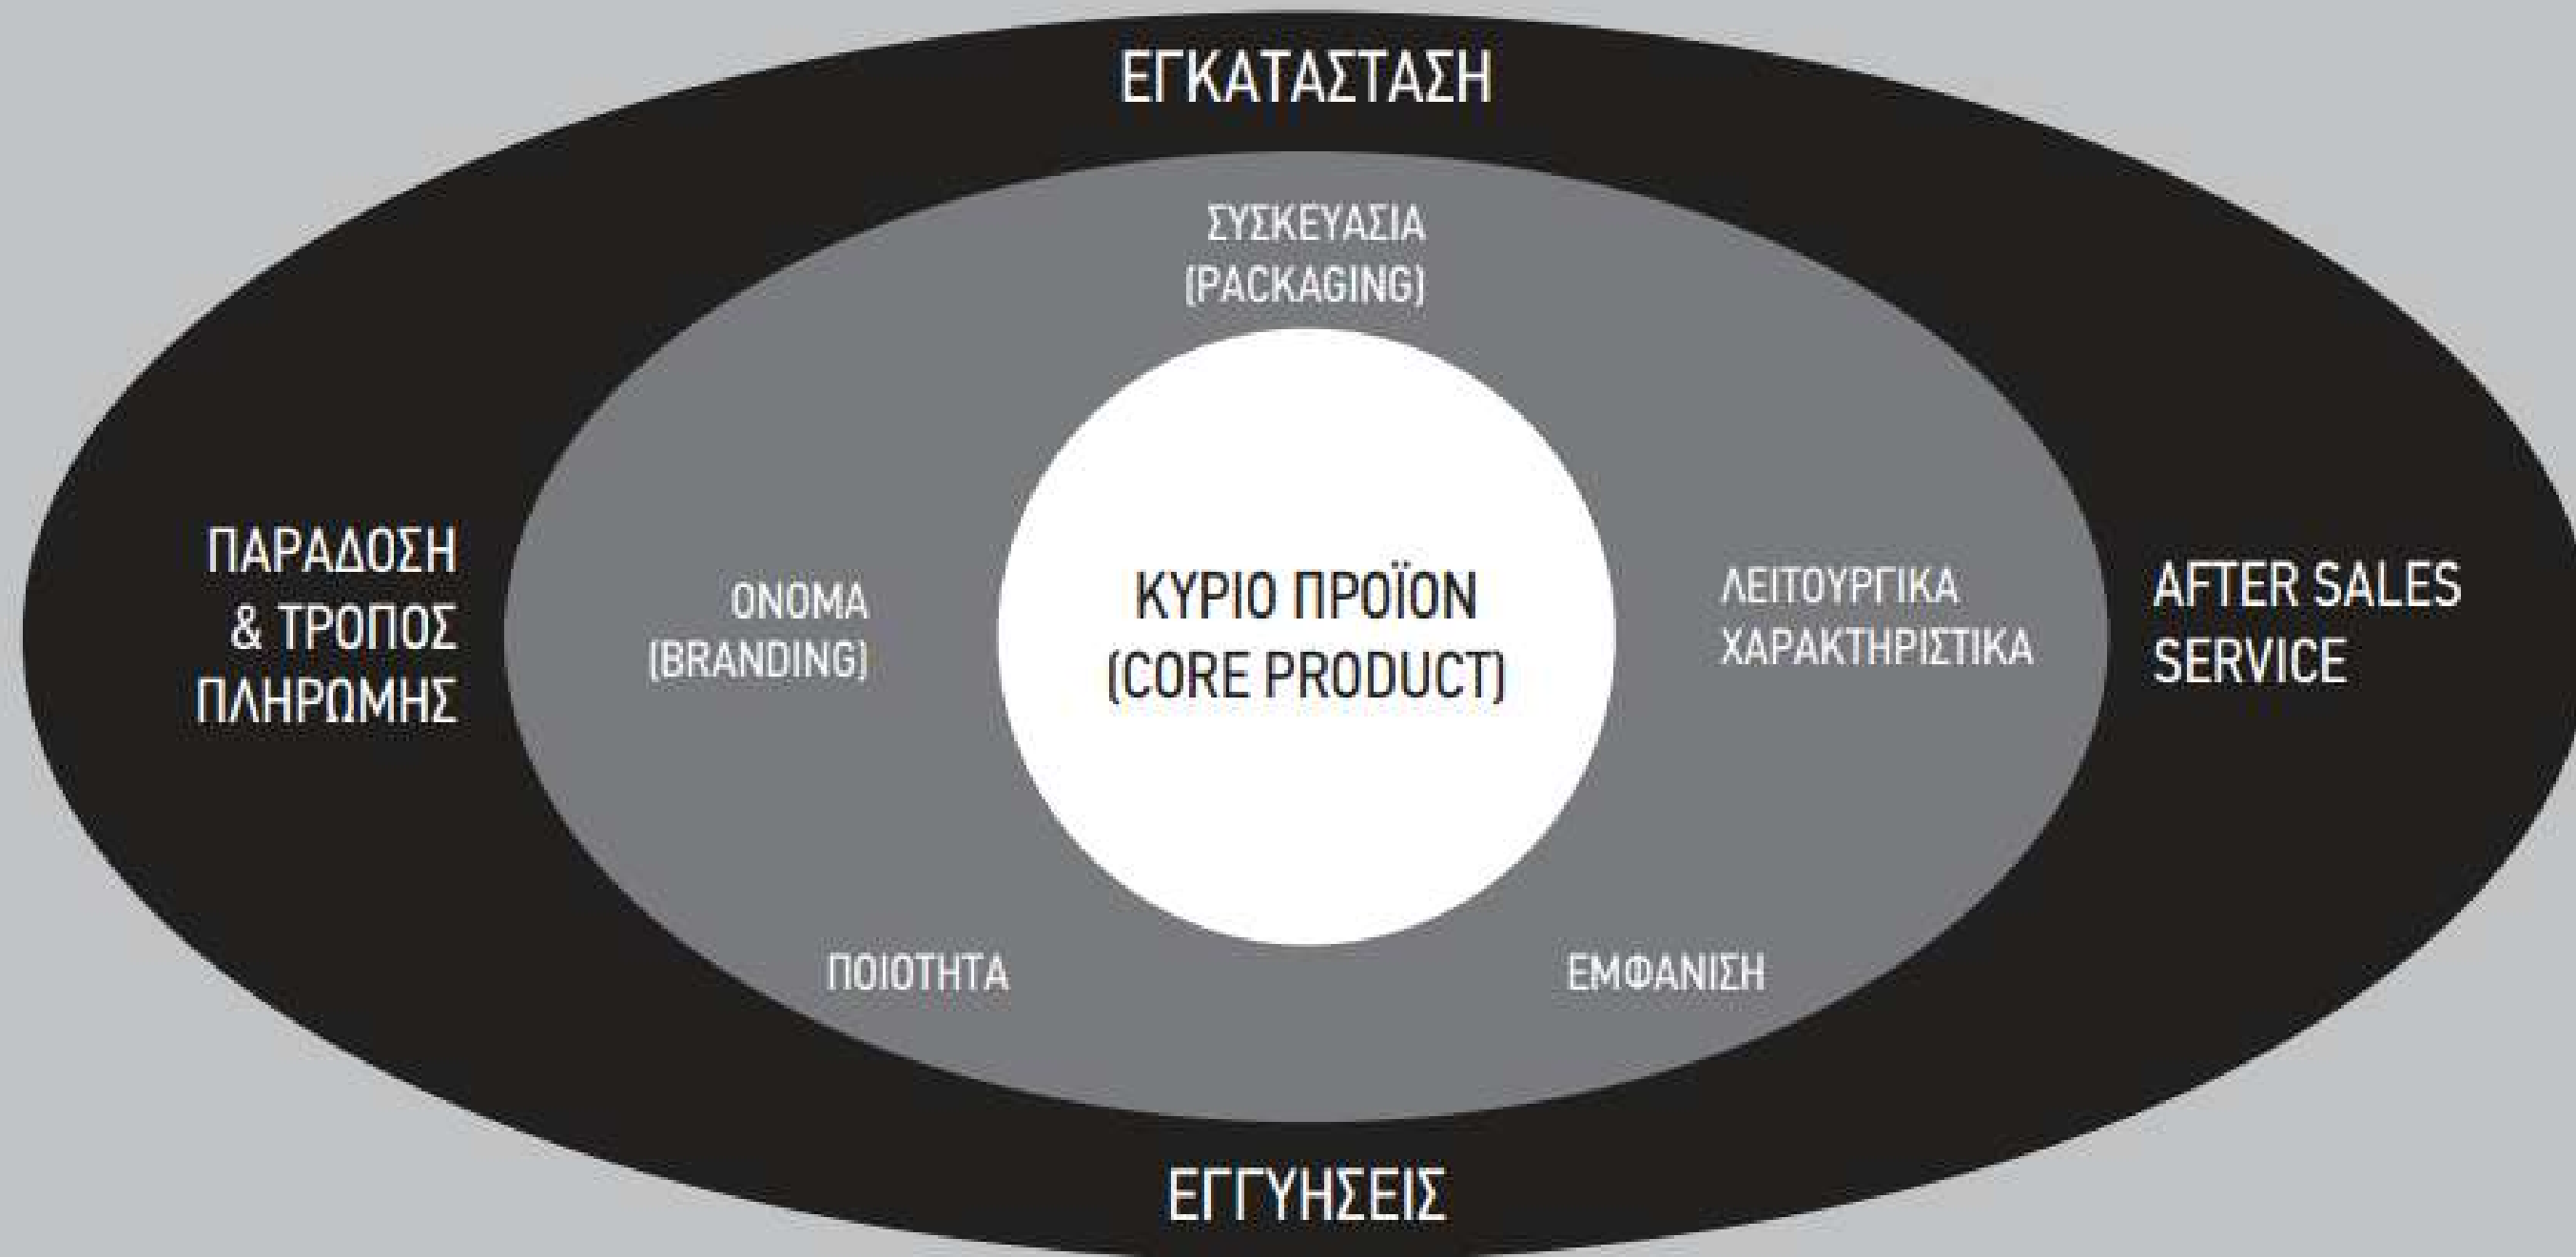 ΕΓΚΑΤΑΣΤΑΣΗ
ΣΥΣΚΕΥΑΣΙΑ
(PACKAGING)
ΠΑΡΑΔΟΣΗ
& ΤΡΟΠΟΣ
ΠΛΗΡΩΜΗΣ
ΟΝΟΜΑ
(BRANDING)
ΚΥΡΙΟ ΠΡΟΪΟΝ
(CORE PRODUCT)
ΛΕΙΤΟΥΡΓΙΚΑ
ΧΑΡΑΚΤΗΡΙΣΤΙΚΑ
AFTER SALES
SERVICE
ΠΟΙΟΤΗΤΑ
ΕΜΦΑΝΙΣΗ
ΕΓΓΥΗΣΕΙΣ